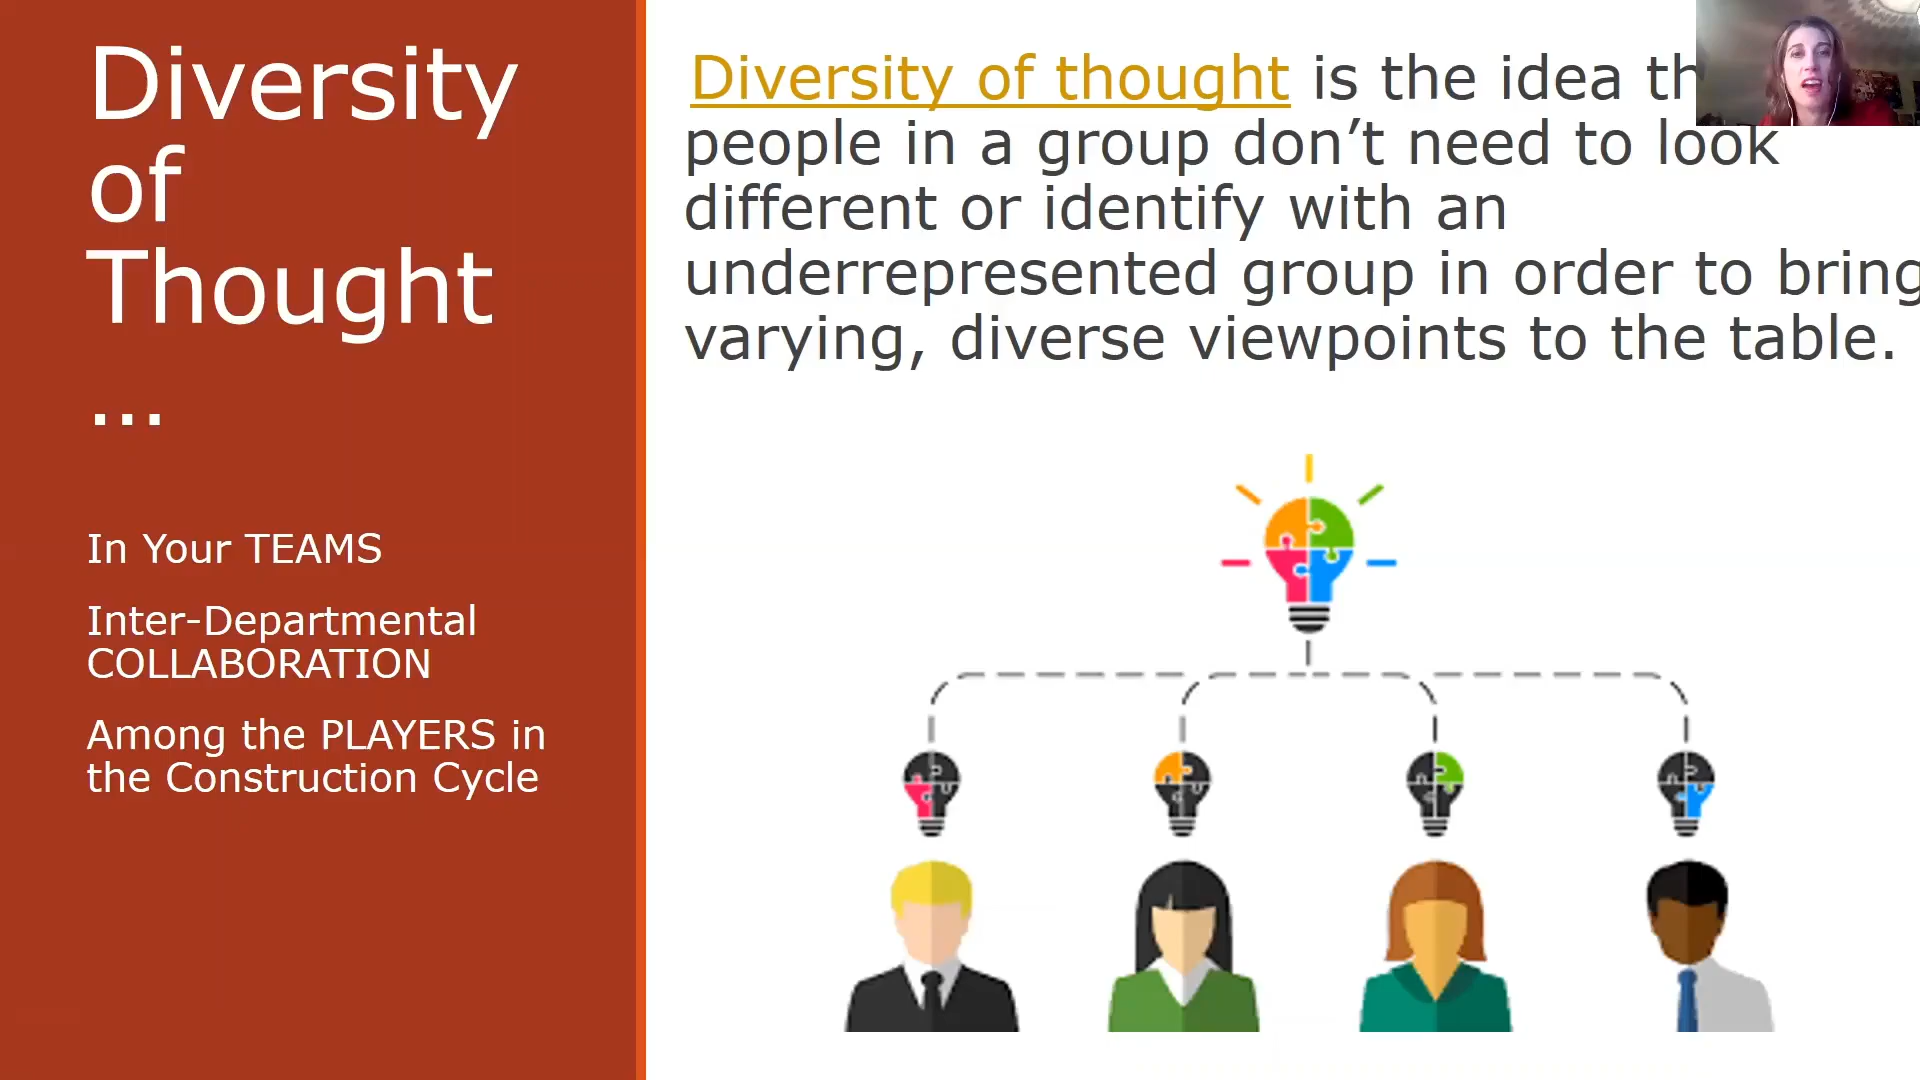 Diversity
of
Thought
...
In Your TEAMS
Inter-Departmental
COLLABORATION
Among the PLAYERS in
the Construction Cycle
Diversity of thought is the idea
people in a group don’t need to look
different or identify with an
underrepresented group in order to bring
varying, diverse viewpoints to the table.